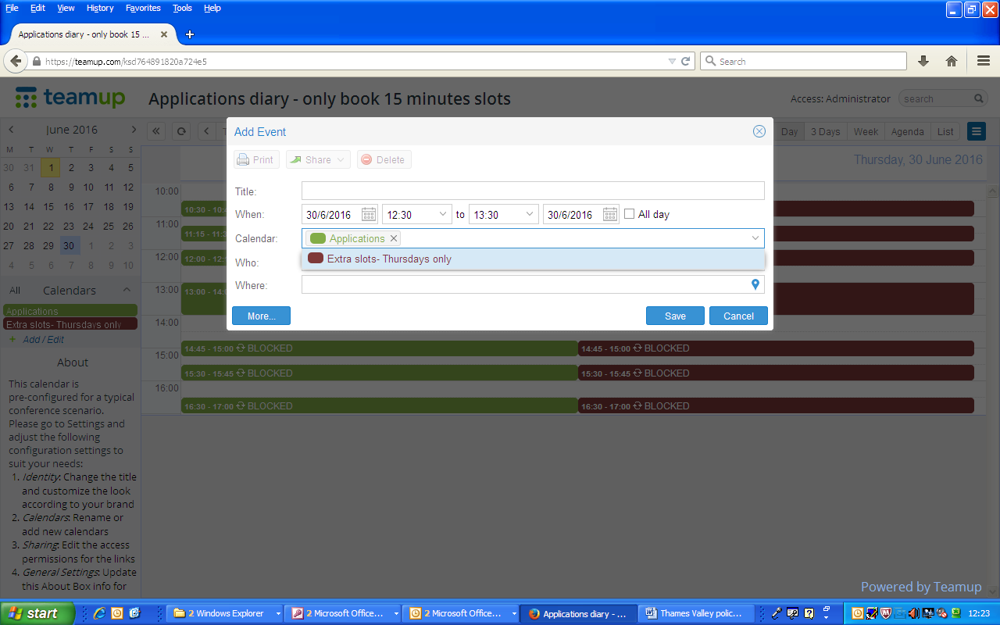 File Edit View History Favorites Tools Help
Applications diary - only book 15 ...
https://teamup.com/ksd764891820a724e5
Search
teamup
Applications diary - only book 15 minutes slots
Access: Administrator
search
June 2016
Day 3 Days Week Agenda List
M T W T F S S
30 31 1 2 3 4 5
6 7 8 9 10 11 12
13 14 15 16 17 18 19
20 21 22 23 24 25 26
27 28 29 30 1 2 3
4 5 6 7 8 9 10
All Calendars
Applications
Extra slots- Thursdays only
+ Add / Edit
About
This calendar is
pre-configured for a typical
conference scenario.
Please go to Settings and
adjust the following
configuration settings to
suit your needs:
1. Identity: Change the title
and customize the look
according to your brand
2. Calendars: Rename or
add new calendars
3. Sharing: Edit the access
permissions for the links
4. General Settings: Update
this About Box info for
Thursday, 30 June 2016
10:00
10:30 - 10:4
11:00
11:15 - 11:3
12:00
12:00 - 12:
13:00
13:00 - 14:0
14:00
14:45 - 15:00 BLOCKED 14:45 - 15:00 BLOCKED
15:00
15:30 - 15:45 BLOCKED 15:30 - 15:45 BLOCKED
16:00
16:30 - 17:00 BLOCKED 16:30 - 17:00 BLOCKED
Add Event
Print Share Delete
Title:
When: 30/6/2016 12:30 to 13:30 30/6/2016 All day
Calendar: Applications
Extra slots- Thursdays only
Who:
Where:
More... Save Cancel
Powered by Teamup
start
2 Windows Explorer
2 Microsoft Office...
2 Microsoft Office...
Applications diary - ...
Thames Valley polic...
12:23